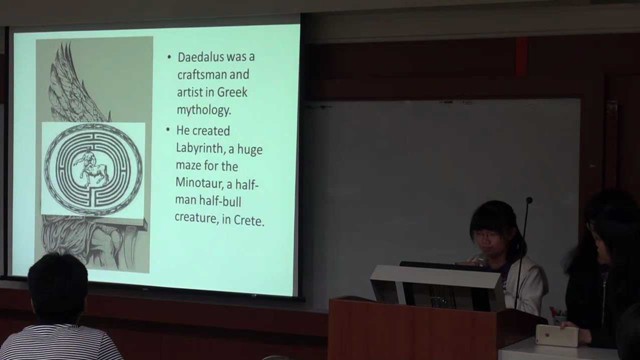 • Daedalus was a
craftsman and
artist in Greek
mythology.
• He created
Labyrinth, a huge
maze for the
Minotaur, a half-
man half-bull
creature, in Crete.